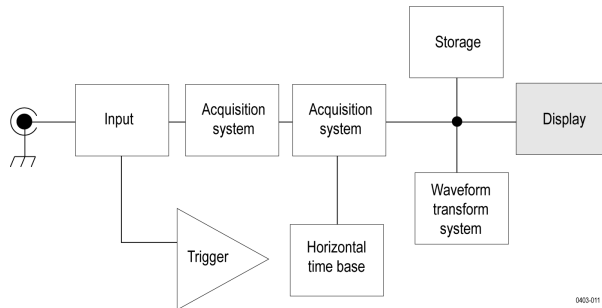 Storage
Input
Acquisition
system
Acquisition
system
Display
Waveform
transform
system
Trigger
Horizontal
time base
0403-011